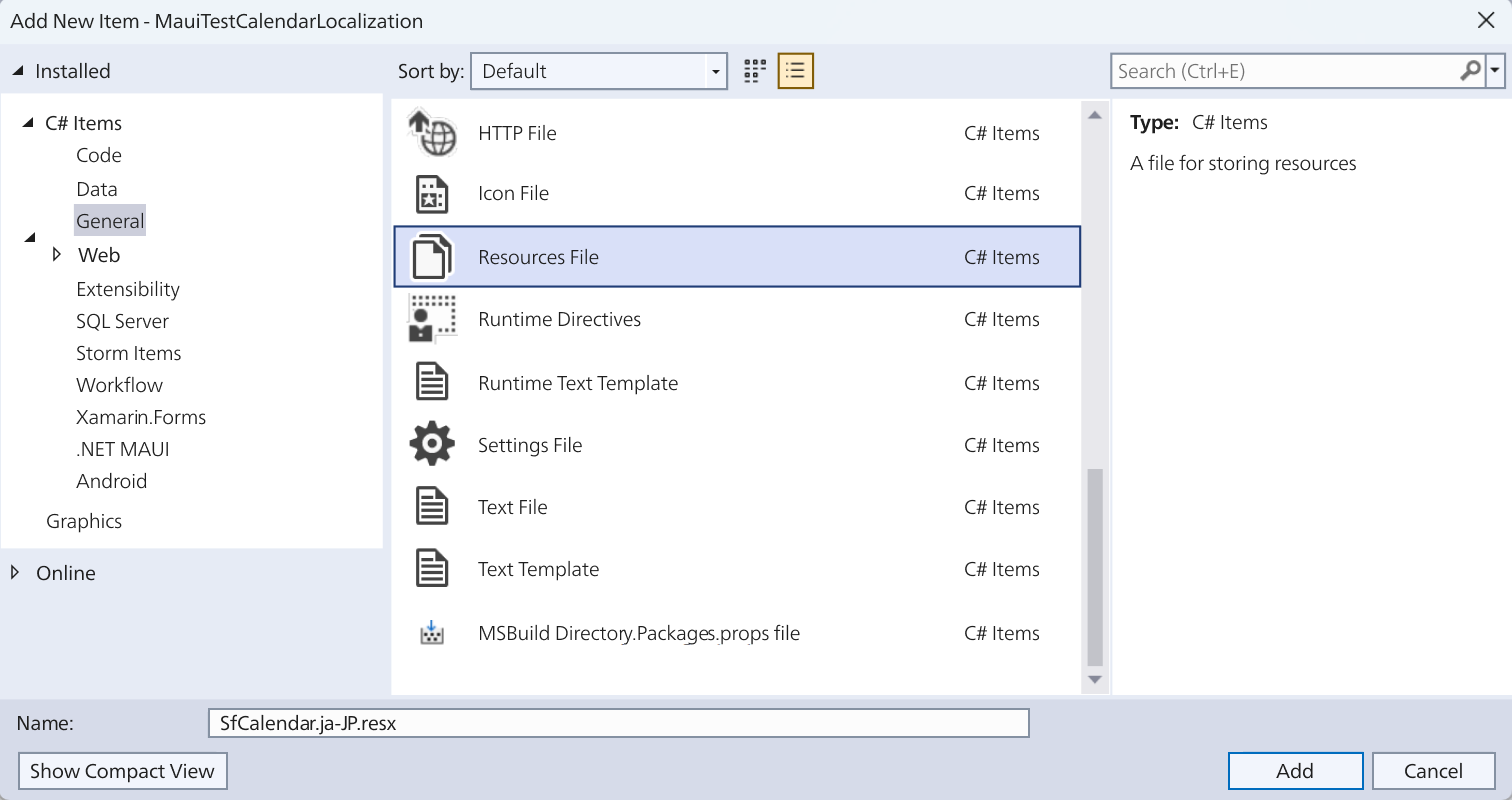 Add New Item - MauiTestCalendarLocalization
Installed
Sort by: Default
Search (Ctrl+E)
C# Items
Code
Data
General
Web
Extensibility
SQL Server
Storm Items
Workflow
Xamarin.Forms
.NET MAUI
Android
Graphics
Online
HTTP File C# Items
Icon File C# Items
Resources File C# Items
Runtime Directives C# Items
Runtime Text Template C# Items
Settings File C# Items
Text File C# Items
Text Template C# Items
MSBuild Directory.Packages.props file C# Items
Type: C# Items
A file for storing resources
Name: SfCalendar.ja-JP.resx
Show Compact View
Add
Cancel